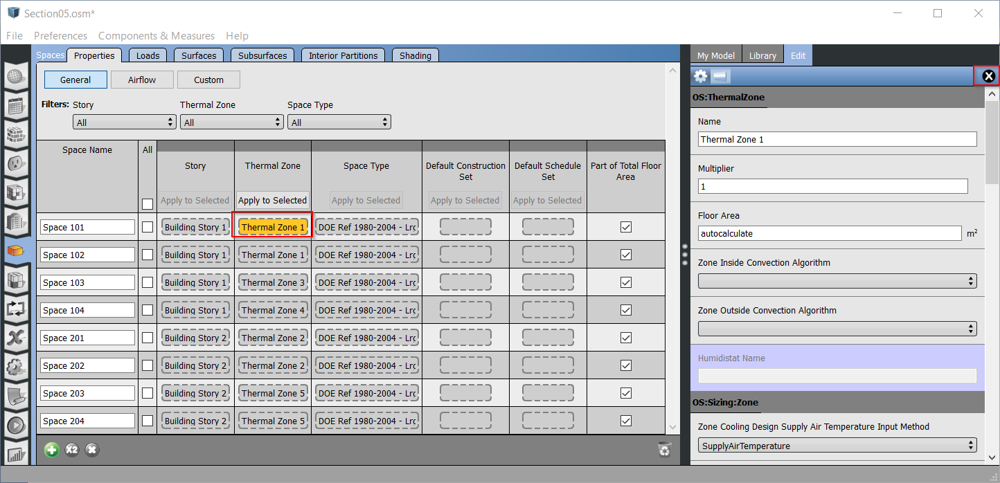 Section05.osm*
File Preferences Components & Measures Help
Spaces Properties Loads Surfaces Subsurfaces Interior Partitions Shading
My Model Library Edit
General Airflow Custom
Filters: Story Thermal Zone Space Type
All All All
Space Name All Story Thermal Zone Space Type Default Construction Set Default Schedule Set Part of Total Floor Area
Apply to Selected Apply to Selected Apply to Selected Apply to Selected Apply to Selected
Space 101 Building Story 1 Thermal Zone 1 DOE Ref 1980-2004 - Lrg
Space 102 Building Story 1 Thermal Zone 1 DOE Ref 1980-2004 - Lrg
Space 103 Building Story 1 Thermal Zone 3 DOE Ref 1980-2004 - Lrg
Space 104 Building Story 1 Thermal Zone 4 DOE Ref 1980-2004 - Lrg
Space 201 Building Story 2 Thermal Zone 2 DOE Ref 1980-2004 - Lrg
Space 202 Building Story 2 Thermal Zone 2 DOE Ref 1980-2004 - Lrg
Space 203 Building Story 2 Thermal Zone 5 DOE Ref 1980-2004 - Lrg
Space 204 Building Story 2 Thermal Zone 5 DOE Ref 1980-2004 - Lrg
X2
OS:ThermalZone
Name
Thermal Zone 1
Multiplier
1
Floor Area
autocalculate m²
Zone Inside Convection Algorithm
Zone Outside Convection Algorithm
Humidistat Name
OS:Sizing:Zone
Zone Cooling Design Supply Air Temperature Input Method
SupplyAirTemperature